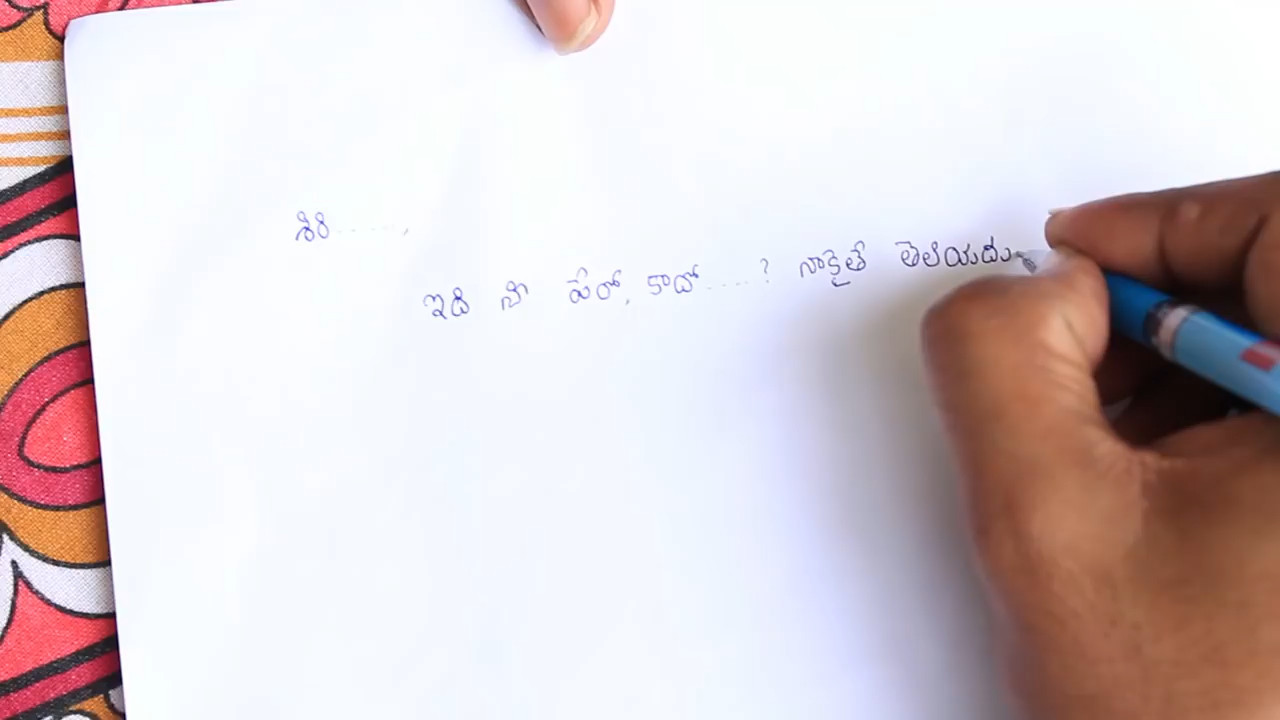 శిరి......,
ఇది నీ పేరో, కాదో.....? నాకైతే తెలియదు